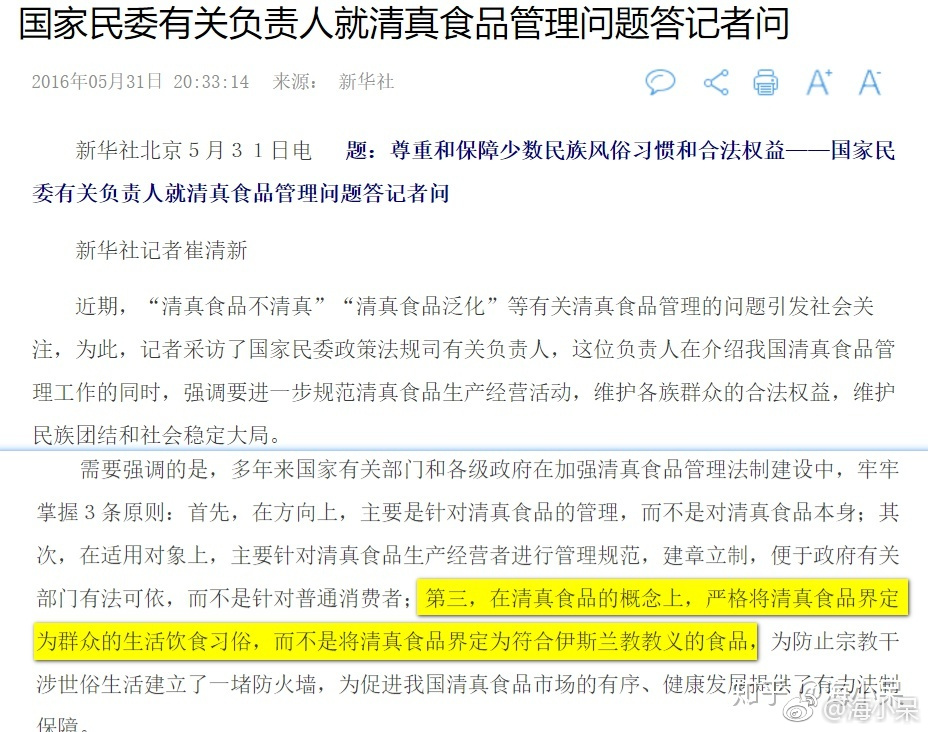 国家民委有关负责人就清真食品管理问题答记者问
2016年05月31日 20:33:14 来源： 新华社
A+ A-
新华社北京５月３１日电 题：尊重和保障少数民族风俗习惯和合法权益——国家民
委有关负责人就清真食品管理问题答记者问
新华社记者崔清新
近期，“清真食品不清真”“清真食品泛化”等有关清真食品管理的问题引发社会关
注，为此，记者采访了国家民委政策法规司有关负责人，这位负责人在介绍我国清真食品管
理工作的同时，强调要进一步规范清真食品生产经营活动，维护各族群众的合法权益，维护
民族团结和社会稳定大局。
需要强调的是，多年来国家有关部门和各级政府在加强清真食品管理法制建设中，牢牢
掌握３条原则：首先，在方向上，主要是针对清真食品的管理，而不是对清真食品本身；其
次，在适用对象上，主要针对清真食品生产经营者进行管理规范，建章立制，便于政府有关
部门有法可依，而不是针对普通消费者；第三，在清真食品的概念上，严格将清真食品界定
为群众的生活饮食习俗，而不是将清真食品界定为符合伊斯兰教教义的食品，为防止宗教干
涉世俗生活建立了一堵防火墙，为促进我国清真食品市场的有序、健康发展提供了有力法制
保障。
知乎 @海小呆
@海小呆